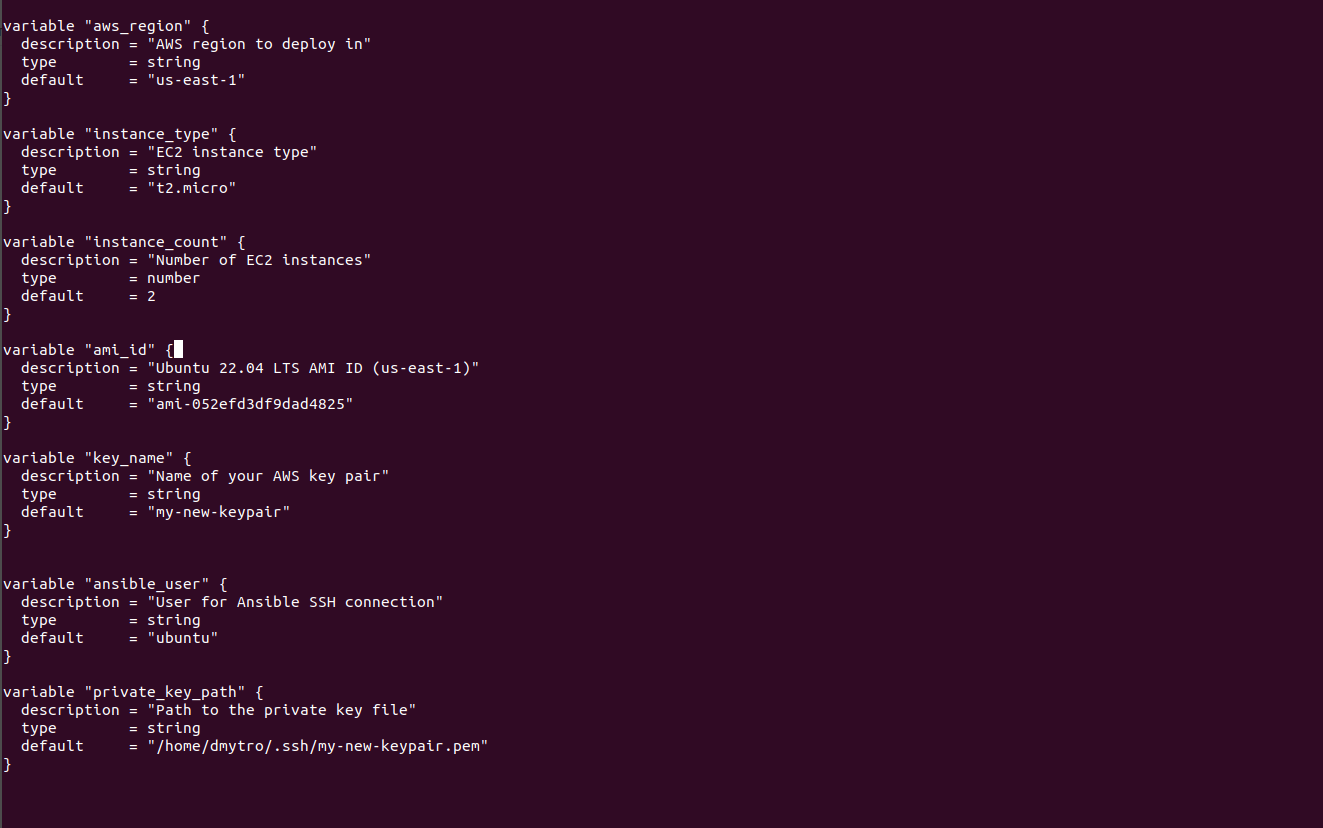 variable "aws_region" {
  description = "AWS region to deploy in"
  type        = string
  default     = "us-east-1"
}
variable "instance_type" {
  description = "EC2 instance type"
  type        = string
  default     = "t2.micro"
}
variable "instance_count" {
  description = "Number of EC2 instances"
  type        = number
  default     = 2
}
variable "ami_id" {
  description = "Ubuntu 22.04 LTS AMI ID (us-east-1)"
  type        = string
  default     = "ami-052efd3df9dad4825"
}
variable "key_name" {
  description = "Name of your AWS key pair"
  type        = string
  default     = "my-new-keypair"
}
variable "ansible_user" {
  description = "User for Ansible SSH connection"
  type        = string
  default     = "ubuntu"
}
variable "private_key_path" {
  description = "Path to the private key file"
  type        = string
  default     = "/home/dmytro/.ssh/my-new-keypair.pem"
}